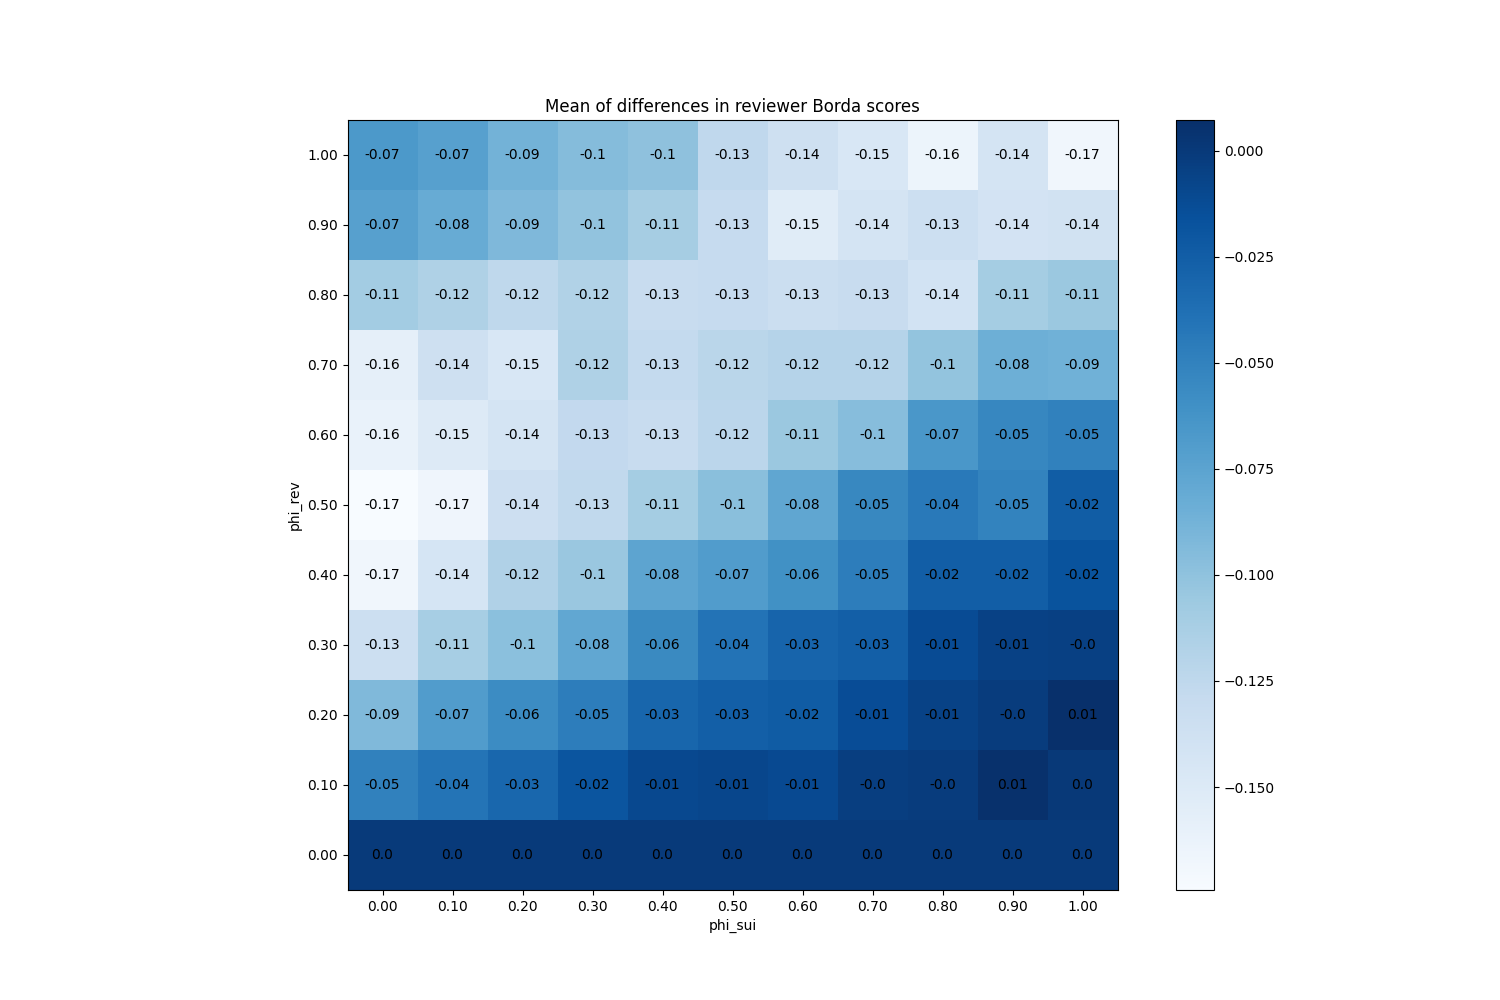 Mean of differences in reviewer Borda scores
1.00 -0.07 -0.07 -0.09 -0.1 -0.1 -0.13 -0.14 -0.15 -0.16 -0.14 -0.17
0.90 -0.07 -0.08 -0.09 -0.1 -0.11 -0.13 -0.15 -0.14 -0.13 -0.14 -0.14
0.80 -0.11 -0.12 -0.12 -0.12 -0.13 -0.13 -0.13 -0.13 -0.14 -0.11 -0.11
0.70 -0.16 -0.14 -0.15 -0.12 -0.13 -0.12 -0.12 -0.12 -0.1 -0.08 -0.09
0.60 -0.16 -0.15 -0.14 -0.13 -0.13 -0.12 -0.11 -0.1 -0.07 -0.05 -0.05
phi_rev
0.50 -0.17 -0.17 -0.14 -0.13 -0.11 -0.1 -0.08 -0.05 -0.04 -0.05 -0.02
0.40 -0.17 -0.14 -0.12 -0.1 -0.08 -0.07 -0.06 -0.05 -0.02 -0.02 -0.02
0.30 -0.13 -0.11 -0.1 -0.08 -0.06 -0.04 -0.03 -0.03 -0.01 -0.01 -0.0
0.20 -0.09 -0.07 -0.06 -0.05 -0.03 -0.03 -0.02 -0.01 -0.01 -0.0 0.01
0.10 -0.05 -0.04 -0.03 -0.02 -0.01 -0.01 -0.01 -0.0 -0.0 0.01 0.0
0.00 0.0 0.0 0.0 0.0 0.0 0.0 0.0 0.0 0.0 0.0 0.0
0.00 0.10 0.20 0.30 0.40 0.50 0.60 0.70 0.80 0.90 1.00
phi_sui
0.000
−0.025
−0.050
−0.075
−0.100
−0.125
−0.150